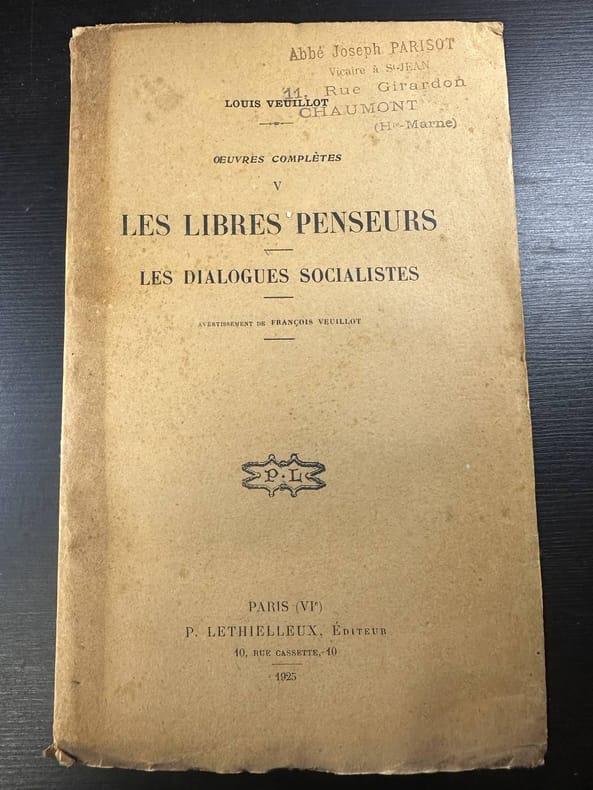 Abbé Joseph PARISOT
Vicaire à St-JEAN
11, Rue Girardon
CHAUMONT
(Hte-Marne)
LOUIS VEUILLOT
ŒUVRES COMPLÈTES
V
LES LIBRES PENSEURS
LES DIALOGUES SOCIALISTES
AVERTISSEMENT DE FRANÇOIS VEUILLOT
P·L
PARIS (VIe)
P. LETHIELLEUX, ÉDITEUR
10, RUE CASSETTE, 10
1925